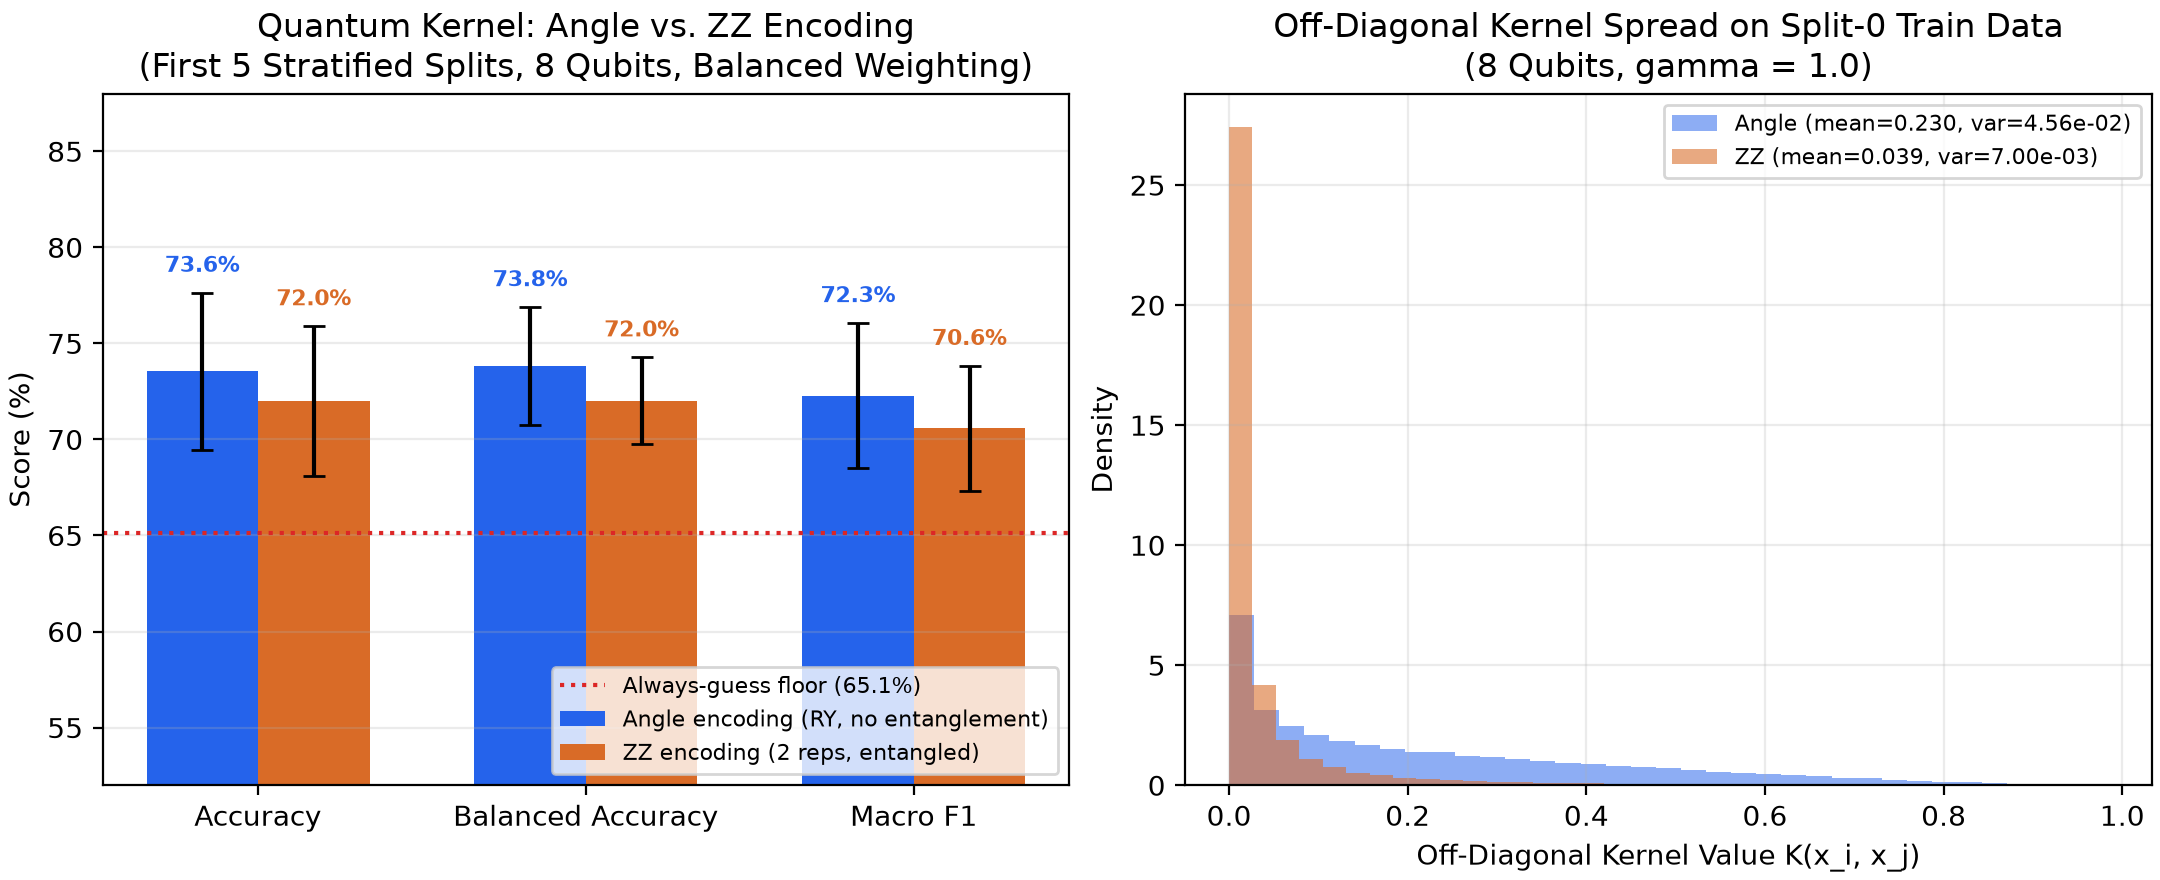 Quantum Kernel: Angle vs. ZZ Encoding
(First 5 Stratified Splits, 8 Qubits, Balanced Weighting)
Score (%)
85
80
75
70
65
60
55
73.6%
72.0%
73.8%
72.0%
72.3%
70.6%
Always-guess floor (65.1%)
Angle encoding (RY, no entanglement)
ZZ encoding (2 reps, entangled)
Accuracy
Balanced Accuracy
Macro F1
Off-Diagonal Kernel Spread on Split-0 Train Data
(8 Qubits, gamma = 1.0)
Angle (mean=0.230, var=4.56e-02)
ZZ (mean=0.039, var=7.00e-03)
Density
25
20
15
10
5
0
0.0
0.2
0.4
0.6
0.8
1.0
Off-Diagonal Kernel Value K(x_i, x_j)